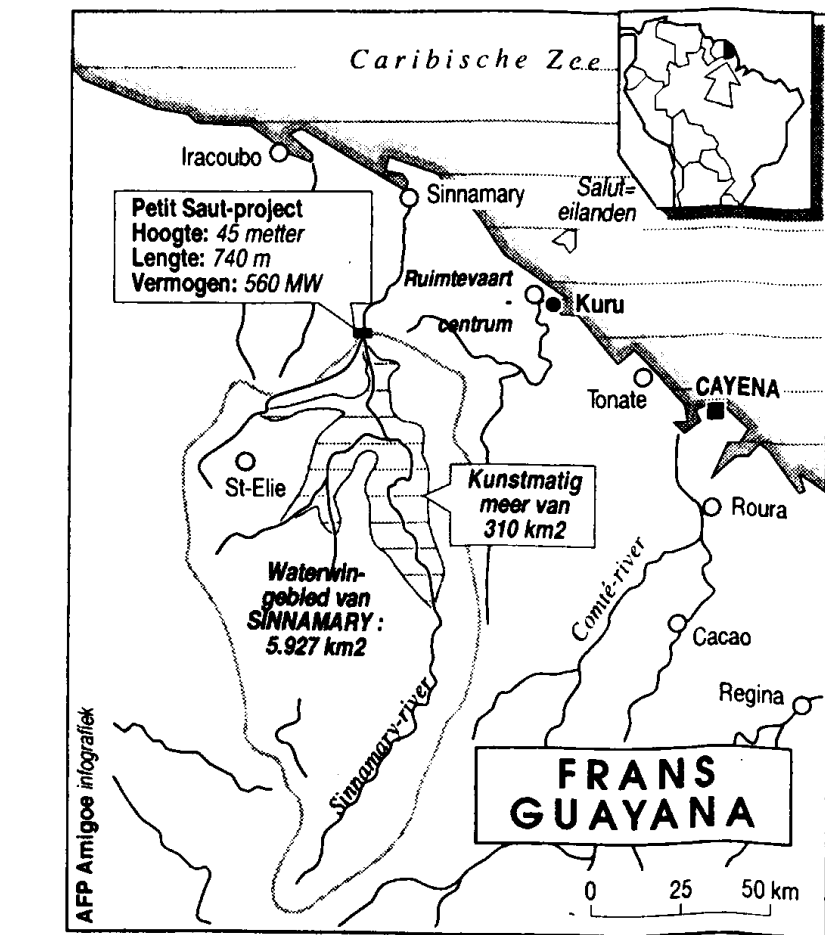 Caribische Zee
Iracoubo
Sinnamary
Salut=
eilanden
Petit Saut-project
Hoogte: 45 metter
Lengte: 740 m
Vermogen: 560 MW
Ruimtevaart
-
centrum
Kuru
Tonate
CAYENA
St-Elie
Kunstmatig
meer van
310 km2
Roura
Waterwin-
gebied van
SINNAMARY :
5.927 km2
Comté-river
Cacao
Regina
Sinnamary-river
FRANS
GUAYANA
AFP Amigoe infografiek
0 25 50 km